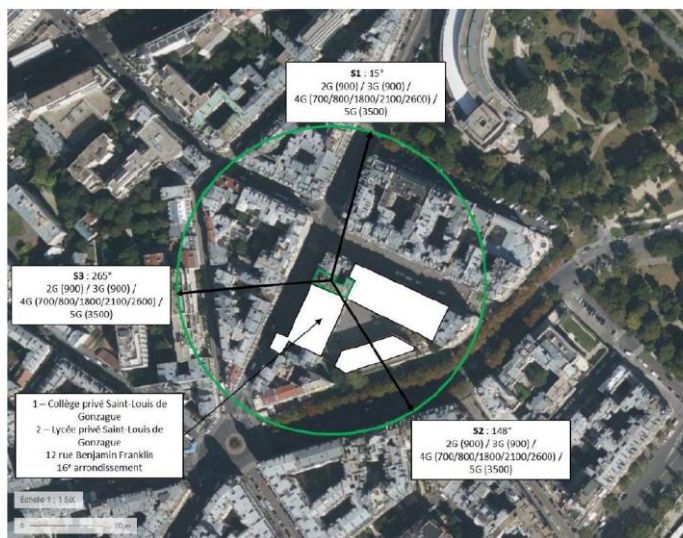 S1 : 15°
2G (900) / 3G (900) /
4G (700/800/1800/2100/2600) /
5G (3500)
S3 : 265°
2G (900) / 3G (900) /
4G (700/800/1800/2100/2600) /
5G (3500)
1 – Collège privé Saint-Louis de
Gonzague
2 – Lycée privé Saint-Louis de
Gonzague
12 rue Benjamin Franklin
16e arrondissement
S2 : 148°
2G (900) / 3G (900) /
4G (700/800/1800/2100/2600) /
5G (3500)
Echelle 1 :
0